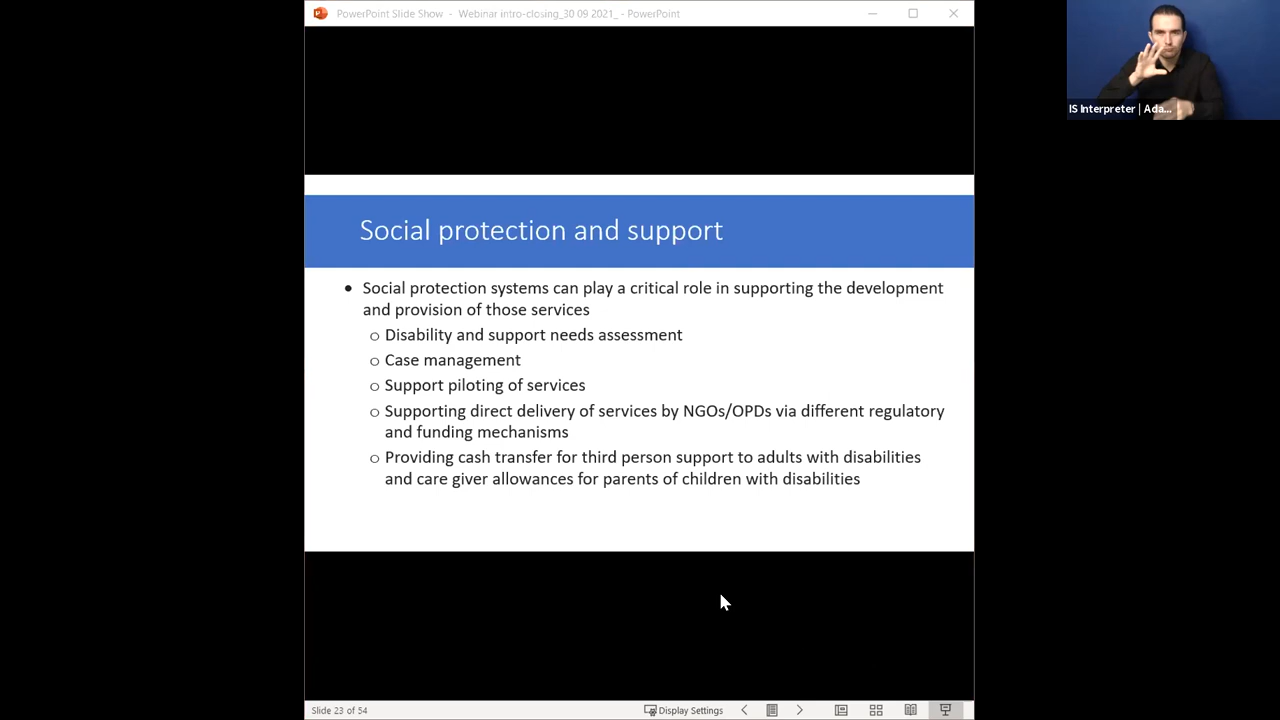 PowerPoint Slide Show - Webinar intro-closing_30 09 2021_ - PowerPoint
IS Interpreter | Ada...
Social protection and support
• Social protection systems can play a critical role in supporting the development
and provision of those services
o Disability and support needs assessment
o Case management
o Support piloting of services
o Supporting direct delivery of services by NGOs/OPDs via different regulatory
and funding mechanisms
o Providing cash transfer for third person support to adults with disabilities
and care giver allowances for parents of children with disabilities
Slide 23 of 54
Display Settings